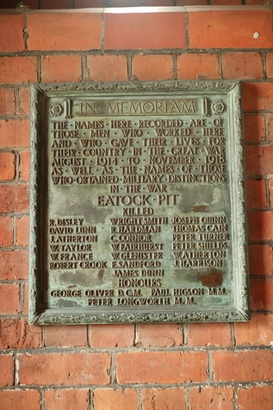 IN MEMORIAM
THE NAMES HERE RECORDED ARE OF
THOSE MEN WHO WORKED HERE
AND WHO GAVE THEIR LIVES FOR
THEIR COUNTRY IN THE GREAT WAR
AUGUST 1914 TO NOVEMBER 1918
AS WELL AS THE NAMES OF THOSE
WHO OBTAINED MILITARY DISTINCTIONS
IN THE WAR
EATOCK PIT
KILLED
R. DISLEY WRIGHT SMITH JOSEPH QUINN
DAVID LUNN R. HARDMAN THOMAS CAIN
J. ATHERTON C. CONNOR PETER TURNER
W. TAYLOR W. FAIRHURST PETER SHIELDS
W. FRANCE W. GLENISTER W. ATHERTON
ROBERT CROOK E. SANFORD J. HARRISON
JAMES DUNN
HONOURS
GEORGE OLIVER D.C.M. PAUL HIGSON M.M.
PETER LONGWORTH M.M.